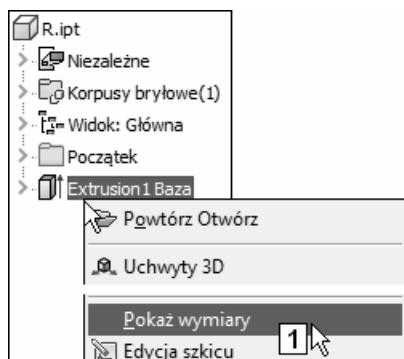 R.ipt
Niezależne
Korpusy bryłowe(1)
Widok: Główna
Początek
Extrusion1 Baza
Powtórz Otwórz
Uchwyty 3D
Pokaż wymiary
1
Edycja szkicu